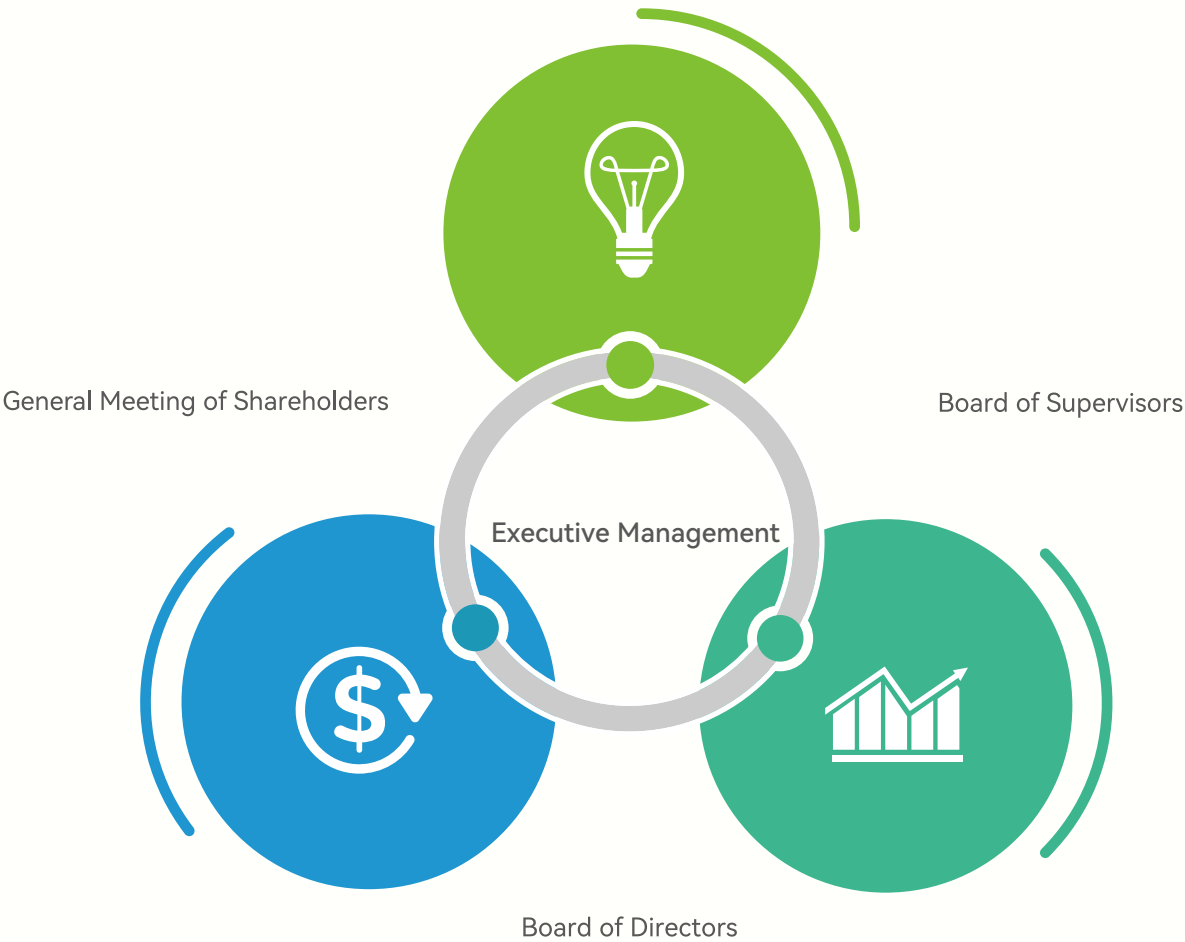 General Meeting of Shareholders
Board of Supervisors
Executive Management
$
Board of Directors